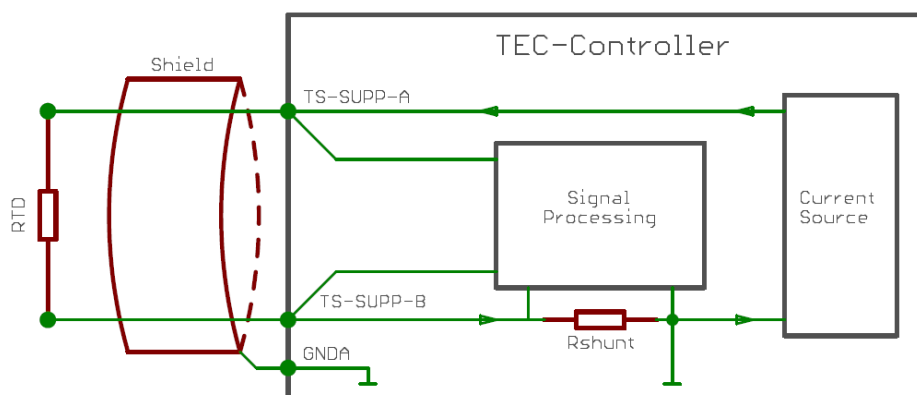 TEC-Controller
Shield
TS-SUPP-A
Signal
Processing
Current
Source
RTD
TS-SUPP-B
Rshunt
GNDA